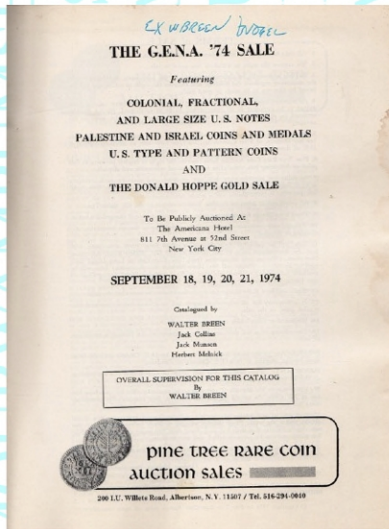 EX WBREEN
THE G.E.N.A. '74 SALE
Featuring
COLONIAL, FRACTIONAL,
AND LARGE SIZE U. S. NOTES
PALESTINE AND ISRAEL COINS AND MEDALS
U. S. TYPE AND PATTERN COINS
AND
THE DONALD HOPPE GOLD SALE
To Be Publicly Auctioned At
The Americana Hotel
811 7th Avenue at 52nd Street
New York City
SEPTEMBER 18, 19, 20, 21, 1974
Catalogued by
WALTER BREEN
Jack Collins
Jack Munson
Herbert Melnick
OVERALL SUPERVISION FOR THIS CATALOG
By
WALTER BREEN
PINE TREE RARE COIN
AUCTION SALES
200 I.U. Willets Road, Albertson, N.Y. 11507 / Tel. 516-294-0040